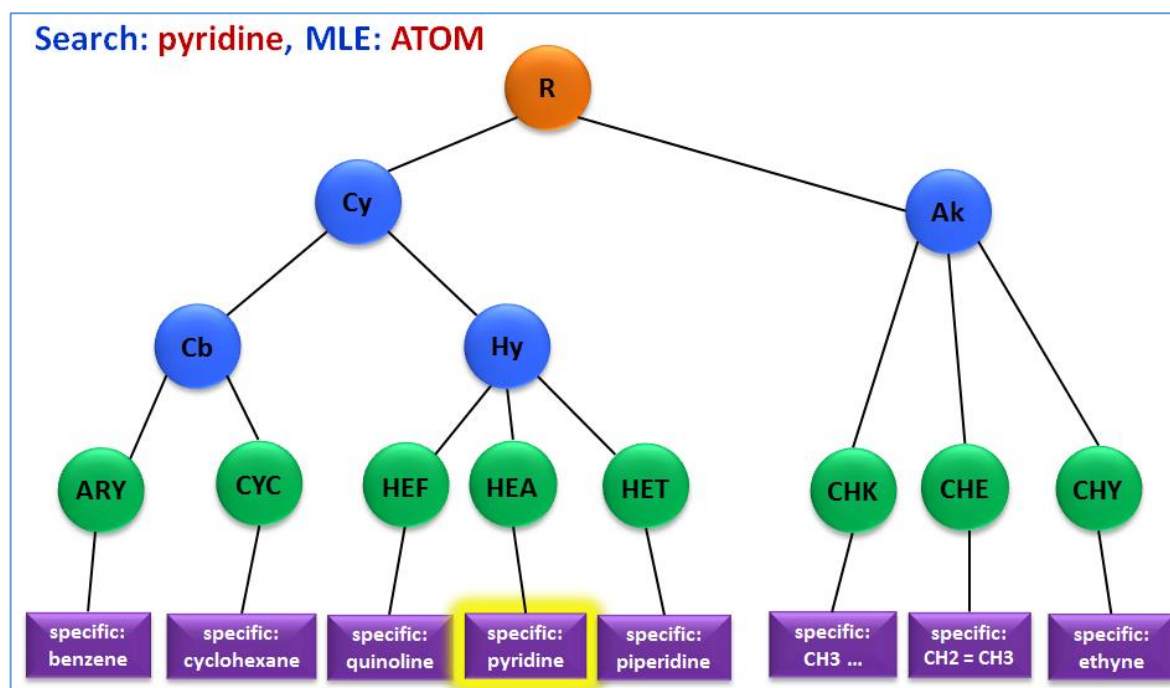 Search: pyridine, MLE: ATOM
R
Cy
Ak
Cb
Hy
ARY
CYC
HEF
HEA
HET
CHK
CHE
CHY
specific:
benzene
specific:
cyclohexane
specific:
quinoline
specific:
pyridine
specific:
piperidine
specific:
CH3 ...
specific:
CH2 = CH3
specific:
ethyne